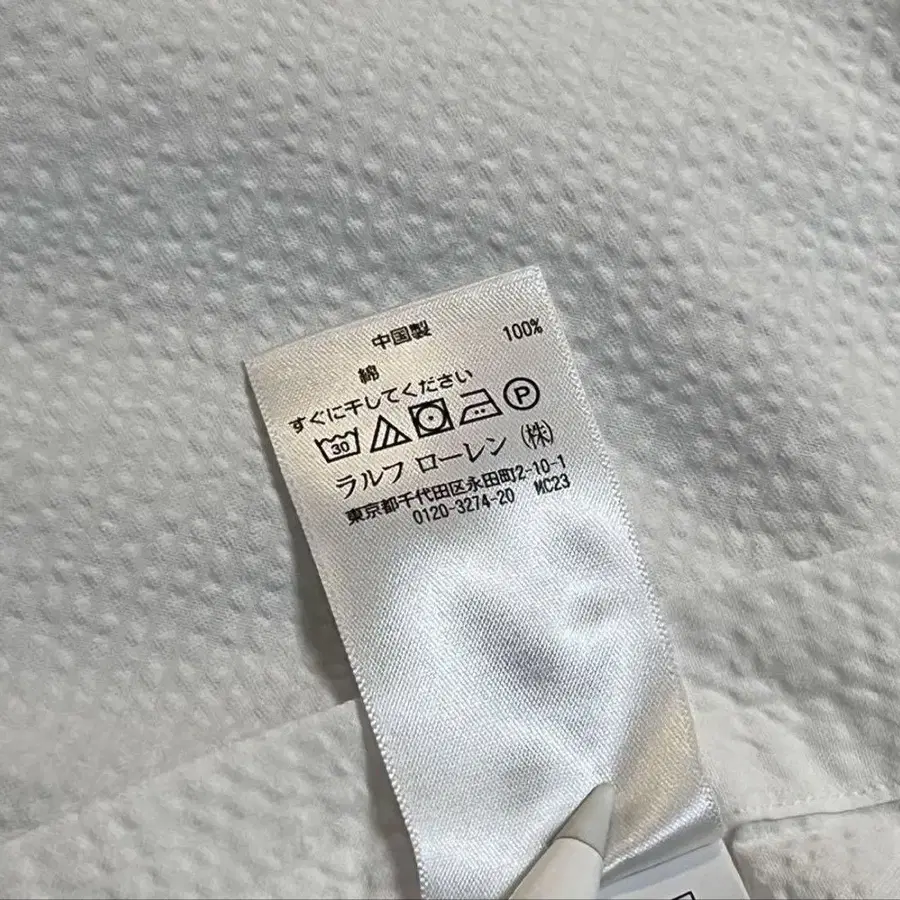 中国製
綿 100%
すぐに干してください
30 P
ラルフ ローレン (株)
東京都千代田区永田町2-10-1
0120-3274-20 MC23